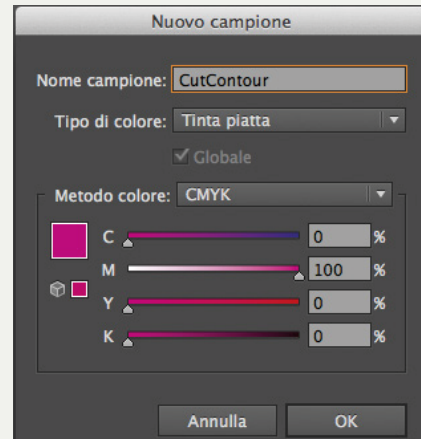 Nuovo campione
Nome campione: CutContour
Tipo di colore: Tinta piatta
Globale
Metodo colore: CMYK
C 0 %
M 100 %
Y 0 %
K 0 %
Annulla OK